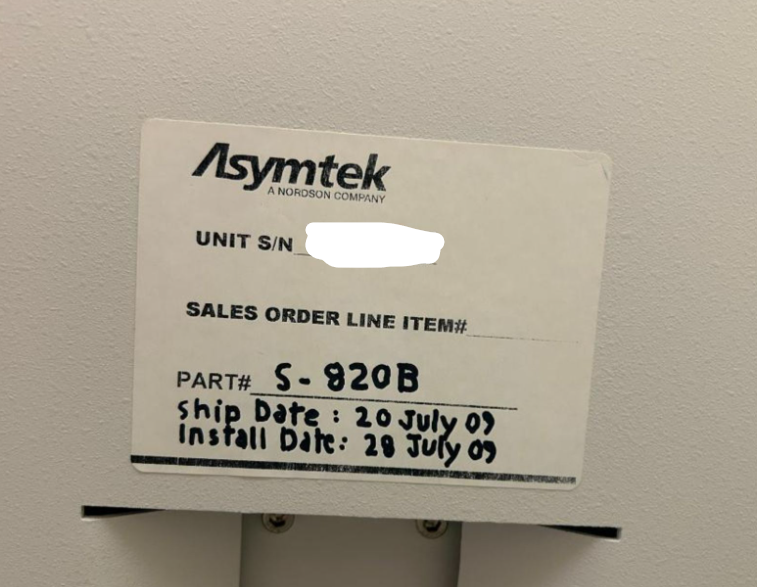 Asymtek
A NORDSON COMPANY
UNIT S/N
SALES ORDER LINE ITEM#
PART# S-820B
Ship Date: 20 July 09
Install Date: 28 July 09